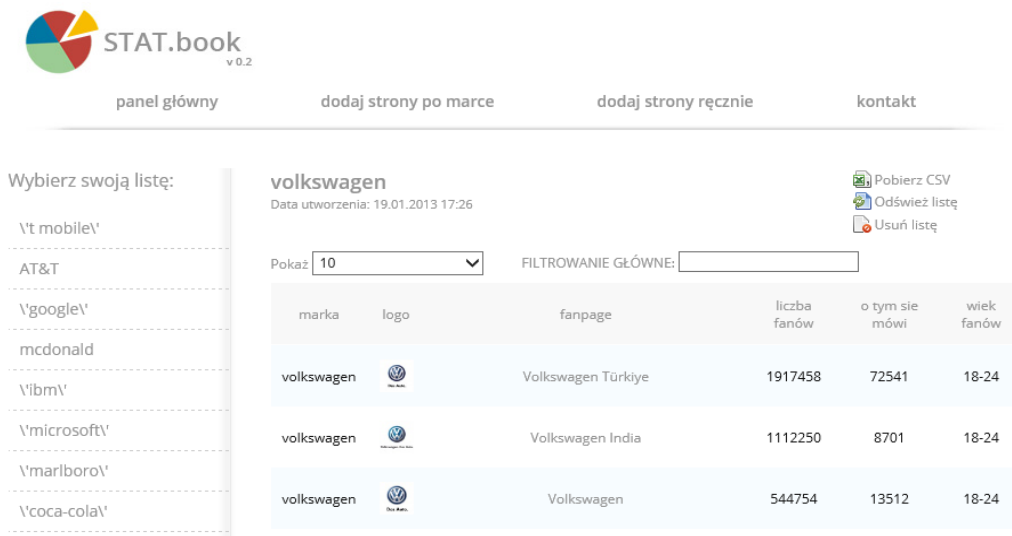 STAT.book
v 0.2
panel główny dodaj strony po marce dodaj strony ręcznie kontakt
Wybierz swoją listę:
\'t mobile\'
AT&T
\'google\'
mcdonald
\'ibm\'
\'microsoft\'
\'marlboro\'
\'coca-cola\'
volkswagen
Data utworzenia: 19.01.2013 17:26
Pobierz CSV
Odśwież listę
Usuń listę
Pokaż 10 FILTROWANIE GŁÓWNE:
marka logo fanpage liczba fanów o tym sie mówi wiek fanów
volkswagen Volkswagen Türkiye 1917458 72541 18-24
volkswagen Volkswagen India 1112250 8701 18-24
volkswagen Volkswagen 544754 13512 18-24